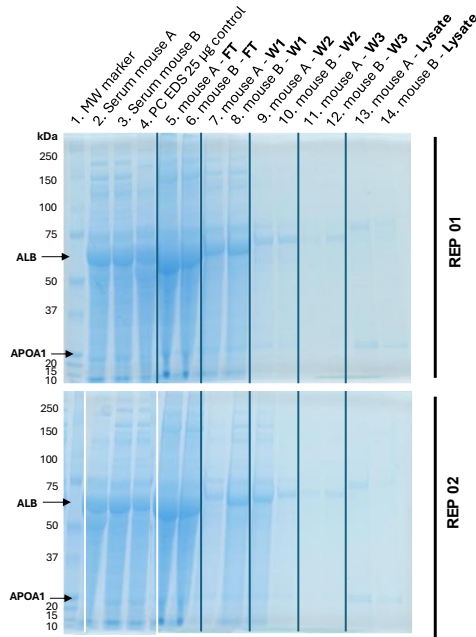 1. MW marker
2. Serum mouse A
3. Serum mouse B
4. PC EDS 25 µg control
5. mouse A - FT
6. mouse B - FT
7. mouse A - W1
8. mouse B - W1
9. mouse A - W2
10. mouse B - W2
11. mouse A - W3
12. mouse B - W3
13. mouse A - Lysate
14. mouse B - Lysate
kDa
250
150
100
75
ALB
50
37
APOA1
20
15
10
REP 01
250
150
100
75
ALB
50
37
APOA1
20
15
10
REP 02